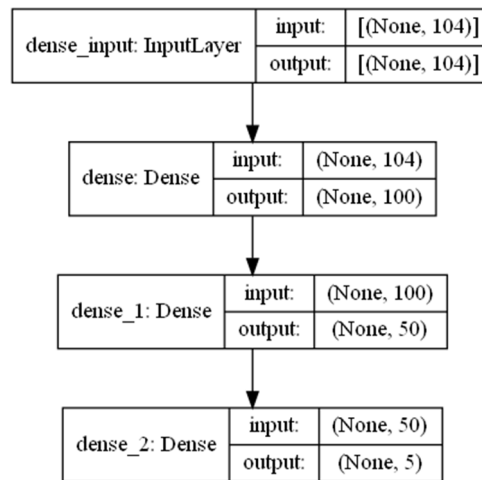 dense_input: InputLayer
input: [(None, 104)]
output: [(None, 104)]
dense: Dense
input: (None, 104)
output: (None, 100)
dense_1: Dense
input: (None, 100)
output: (None, 50)
dense_2: Dense
input: (None, 50)
output: (None, 5)